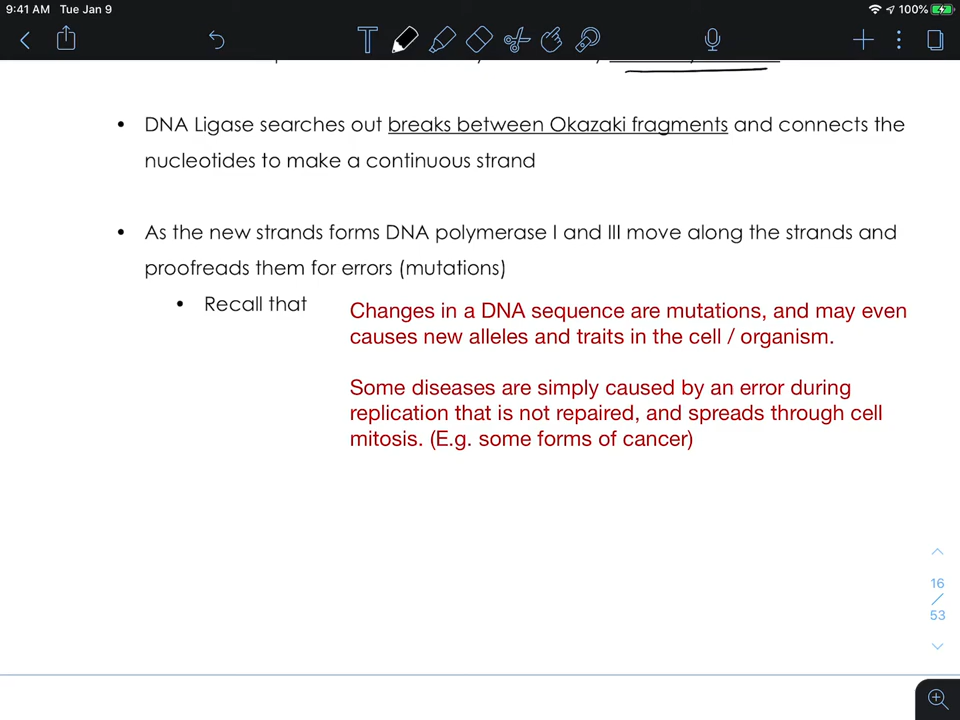 9:41 AM Tue Jan 9
100%
T
• DNA Ligase searches out breaks between Okazaki fragments and connects the
nucleotides to make a continuous strand
• As the new strands forms DNA polymerase I and III move along the strands and
proofreads them for errors (mutations)
• Recall that
Changes in a DNA sequence are mutations, and may even
causes new alleles and traits in the cell / organism.
Some diseases are simply caused by an error during
replication that is not repaired, and spreads through cell
mitosis. (E.g. some forms of cancer)
16
/
53